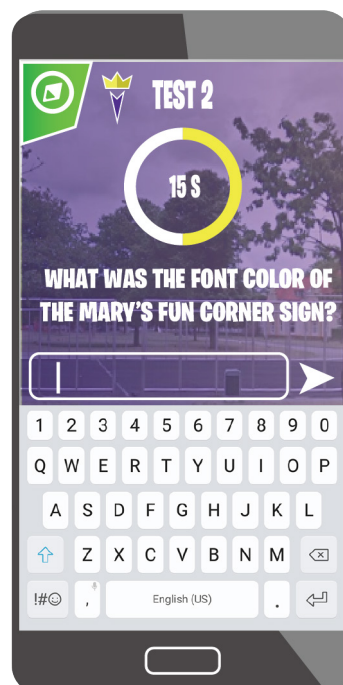 TEST 2
15 S
WHAT WAS THE FONT COLOR OF
THE MARY'S FUN CORNER SIGN?
1 2 3 4 5 6 7 8 9 0
Q W E R T Y U I O P
A S D F G H J K L
Z X C V B N M
!#☺ , English (US) .